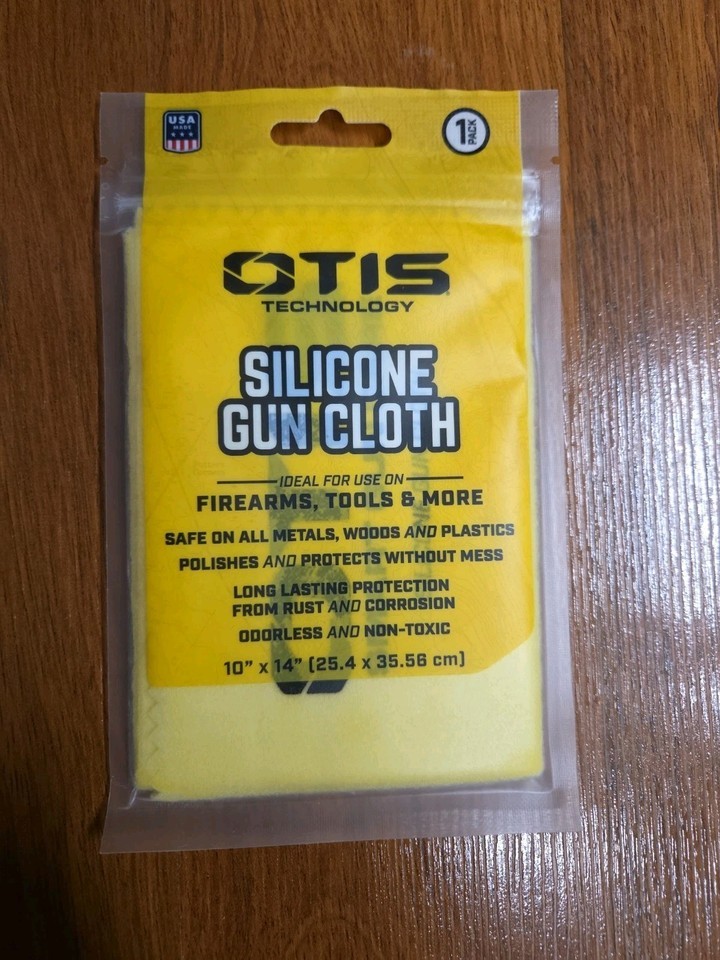 USA
MADE
1
PACK
OTIS
TECHNOLOGY
SILICONE
GUN CLOTH
IDEAL FOR USE ON
FIREARMS, TOOLS & MORE
SAFE ON ALL METALS, WOODS AND PLASTICS
POLISHES AND PROTECTS WITHOUT MESS
LONG LASTING PROTECTION
FROM RUST AND CORROSION
ODORLESS AND NON-TOXIC
10” x 14” (25.4 x 35.56 cm)